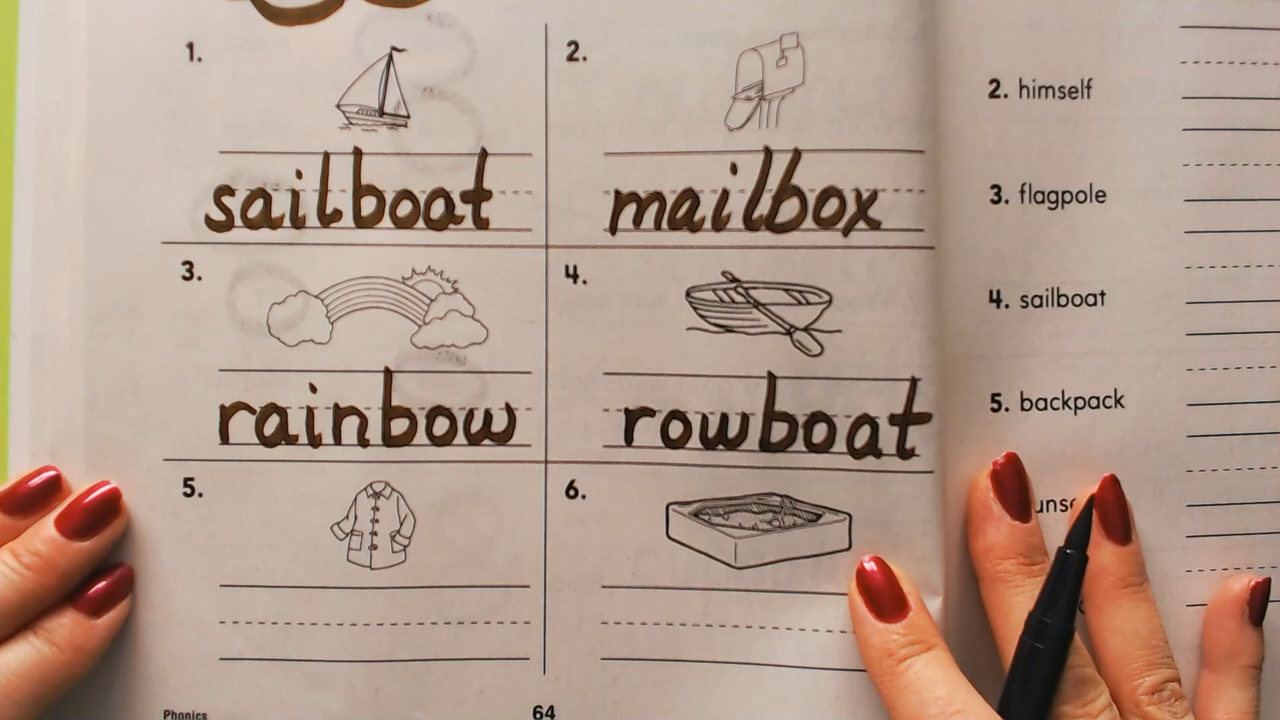 1.
2.
sailboat
mailbox
3.
4.
rainbow
rowboat
5.
6.
Phonics
64
2. himself
3. flagpole
4. sailboat
5. backpack